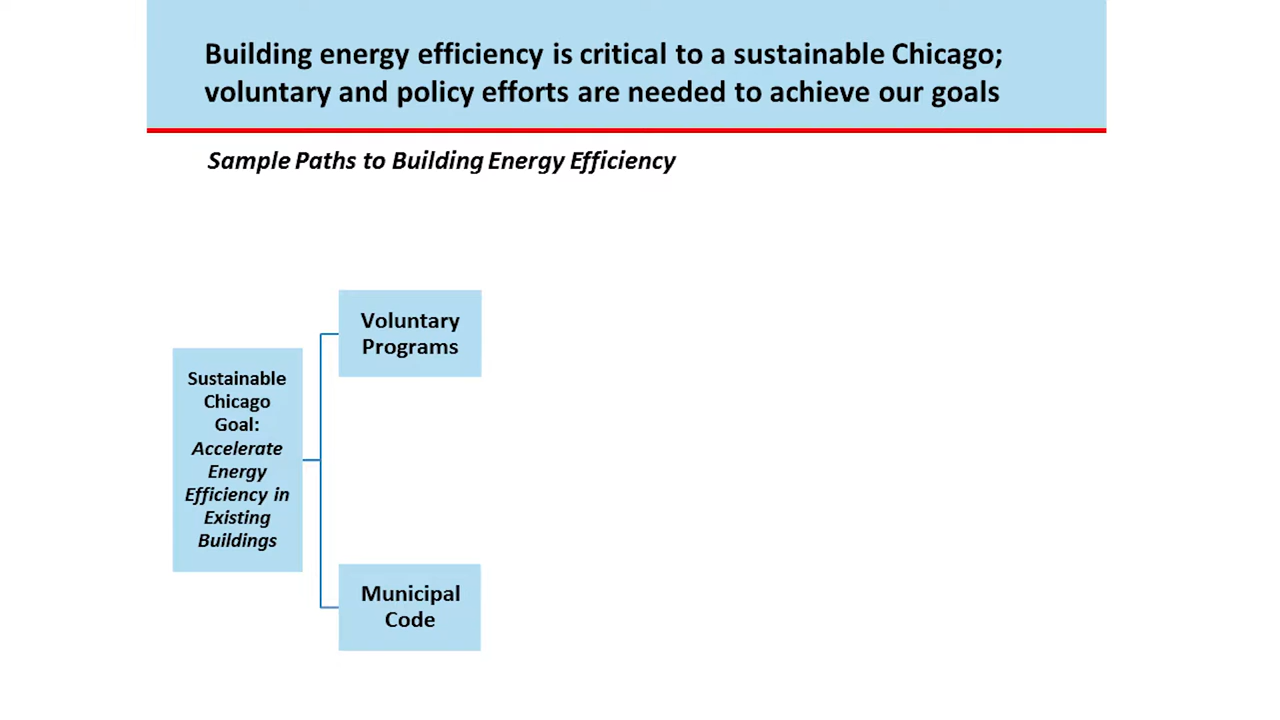 Building energy efficiency is critical to a sustainable Chicago;
voluntary and policy efforts are needed to achieve our goals
Sample Paths to Building Energy Efficiency
Voluntary
Programs
Sustainable
Chicago
Goal:
Accelerate
Energy
Efficiency in
Existing
Buildings
Municipal
Code